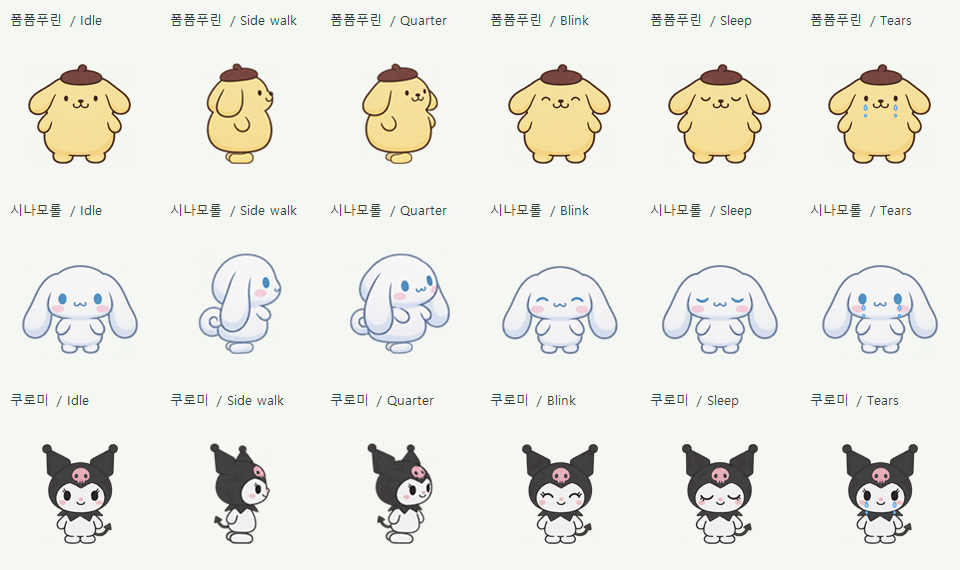 폼폼푸린 / Idle
폼폼푸린 / Side walk
폼폼푸린 / Quarter
폼폼푸린 / Blink
폼폼푸린 / Sleep
폼폼푸린 / Tears
시나모롤 / Idle
시나모롤 / Side walk
시나모롤 / Quarter
시나모롤 / Blink
시나모롤 / Sleep
시나모롤 / Tears
쿠로미 / Idle
쿠로미 / Side walk
쿠로미 / Quarter
쿠로미 / Blink
쿠로미 / Sleep
쿠로미 / Tears